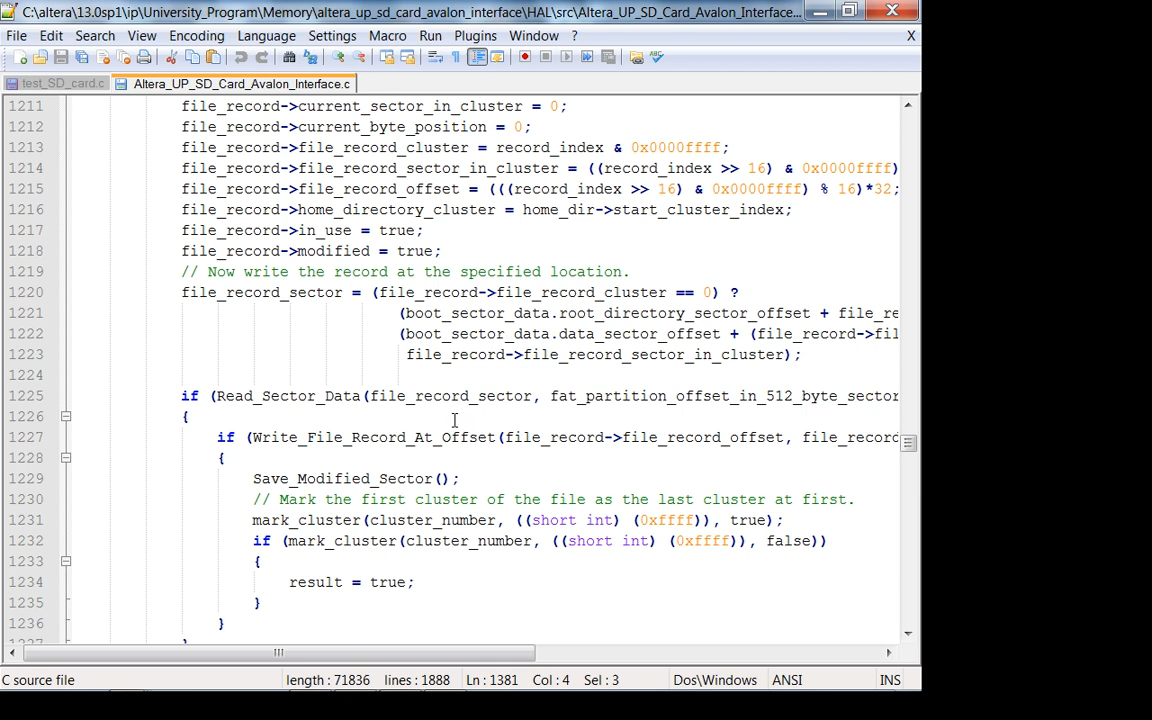 C:\altera\13.0sp1\ip\University_Program\Memory\altera_up_sd_card_avalon_interface\HAL\src\Altera_UP_SD_Card_Avalon_Interface...
File Edit Search View Encoding Language Settings Macro Run Plugins Window ? X
test_SD_card.c Altera_UP_SD_Card_Avalon_Interface.c
1211 file_record->current_sector_in_cluster = 0;
1212 file_record->current_byte_position = 0;
1213 file_record->file_record_cluster = record_index & 0x0000ffff;
1214 file_record->file_record_sector_in_cluster = ((record_index >> 16) & 0x0000ffff)
1215 file_record->file_record_offset = (((record_index >> 16) & 0x0000ffff) % 16)*32;
1216 file_record->home_directory_cluster = home_dir->start_cluster_index;
1217 file_record->in_use = true;
1218 file_record->modified = true;
1219 // Now write the record at the specified location.
1220 file_record_sector = (file_record->file_record_cluster == 0) ?
1221 (boot_sector_data.root_directory_sector_offset + file_re
1222 (boot_sector_data.data_sector_offset + (file_record->fil
1223 file_record->file_record_sector_in_cluster);
1224
1225 if (Read_Sector_Data(file_record_sector, fat_partition_offset_in_512_byte_sector
1226 {
1227 if (Write_File_Record_At_Offset(file_record->file_record_offset, file_record
1228 {
1229 Save_Modified_Sector();
1230 // Mark the first cluster of the file as the last cluster at first.
1231 mark_cluster(cluster_number, ((short int) (0xffff)), true);
1232 if (mark_cluster(cluster_number, ((short int) (0xffff)), false))
1233 {
1234 result = true;
1235 }
1236 }
1237 }
C source file length : 71836 lines : 1888 Ln : 1381 Col : 4 Sel : 3 Dos\Windows ANSI INS